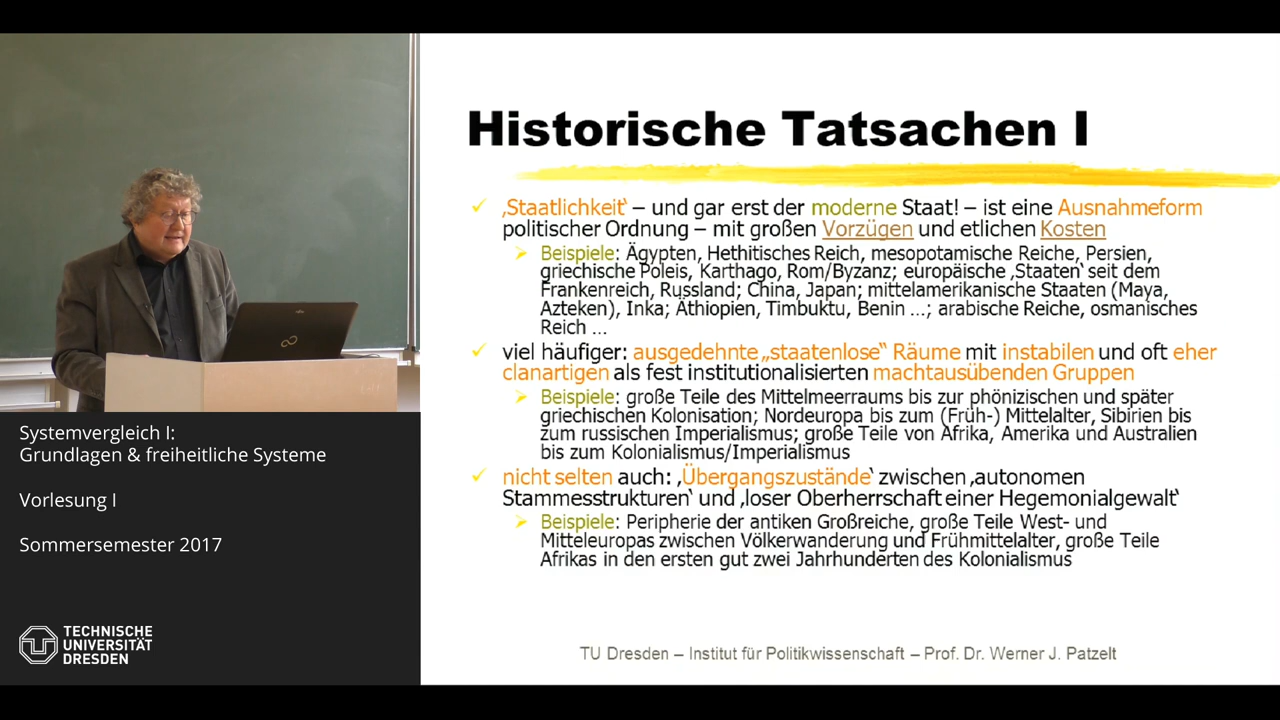 Historische Tatsachen I
‚Staatlichkeit‘ – und gar erst der moderne Staat! – ist eine Ausnahmeform
politischer Ordnung – mit großen Vorzügen und etlichen Kosten
Beispiele: Ägypten, Hethitisches Reich, mesopotamische Reiche, Persien,
griechische Poleis, Karthago, Rom/Byzanz; europäische ‚Staaten‘ seit dem
Frankenreich, Russland; China, Japan; mittelamerikanische Staaten (Maya,
Azteken), Inka; Äthiopien, Timbuktu, Benin …; arabische Reiche, osmanisches
Reich …
viel häufiger: ausgedehnte „staatenlose“ Räume mit instabilen und oft eher
clanartigen als fest institutionalisierten machtausübenden Gruppen
Beispiele: große Teile des Mittelmeerraums bis zur phönizischen und später
griechischen Kolonisation; Nordeuropa bis zum (Früh-) Mittelalter, Sibirien bis
zum russischen Imperialismus; große Teile von Afrika, Amerika und Australien
bis zum Kolonialismus/Imperialismus
nicht selten auch: ‚Übergangszustände‘ zwischen ‚autonomen
Stammesstrukturen‘ und ‚loser Oberherrschaft einer Hegemonialgewalt‘
Beispiele: Peripherie der antiken Großreiche, große Teile West- und
Mitteleuropas zwischen Völkerwanderung und Frühmittelalter, große Teile
Afrikas in den ersten gut zwei Jahrhunderten des Kolonialismus
TU Dresden – Institut für Politikwissenschaft – Prof. Dr. Werner J. Patzelt
Systemvergleich I:
Grundlagen & freiheitliche Systeme
Vorlesung I
Sommersemester 2017
TECHNISCHE
UNIVERSITÄT
DRESDEN